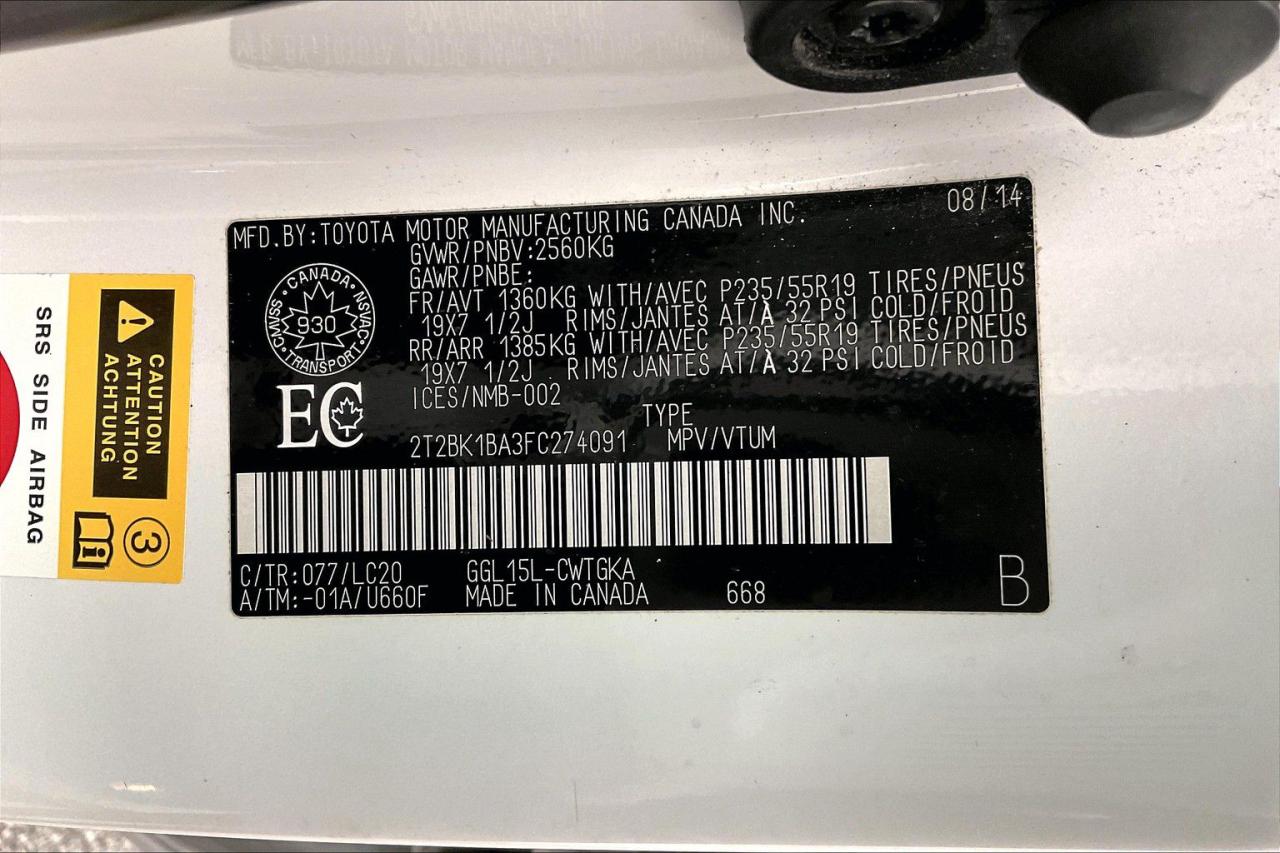 MFD.BY:TOYOTA MOTOR MANUFACTURING CANADA INC. 08/14
GVWR/PNBV:2560KG
GAWR/PNBE:
FR/AVT 1360KG WITH/AVEC P235/55R19 TIRES/PNEUS
19X7 1/2J RIMS/JANTES AT/À 32 PSI COLD/FROID
RR/ARR 1385KG WITH/AVEC P235/55R19 TIRES/PNEUS
19X7 1/2J RIMS/JANTES AT/À 32 PSI COLD/FROID
ICES/NMB-002
TYPE
2T2BK1BA3FC274091 MPV/VTUM
CANADA
CMVSS NSVAC
930
TRANSPORT
EC
C/TR:077/LC20 GGL15L-CWTGKA
A/TM:-01A/U660F MADE IN CANADA 668
B
CAUTION
ATTENTION
ACHTUNG
3
i
SRS SIDE AIRBAG